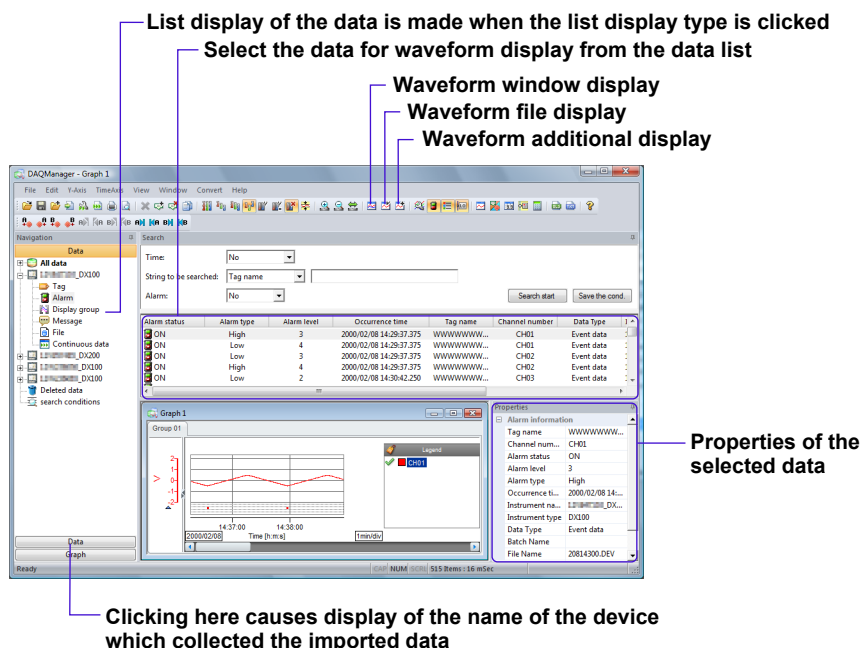 List display of the data is made when the list display type is clicked
Select the data for waveform display from the data list
Waveform window display
Waveform file display
Waveform additional display
DAQManager - Graph 1
File Edit Y-Axis TimeAxis View Window Convert Help
Navigation
Data
All data
_DX100
Tag
Alarm
Display group
Message
File
Continuous data
_DX200
_DX100
_DX100
Deleted data
search conditions
Data
Graph
Search
Time: No
String to be searched: Tag name
Alarm: No Search start Save the cond.
Alarm status Alarm type Alarm level Occurrence time Tag name Channel number Data Type
ON High 3 2000/02/08 14:29:37.375 WWWWWWW... CH01 Event data
ON Low 4 2000/02/08 14:29:37.375 WWWWWWW... CH01 Event data
ON Low 3 2000/02/08 14:29:37.375 WWWWWWW... CH02 Event data
ON High 4 2000/02/08 14:29:37.375 WWWWWWW... CH02 Event data
ON Low 2 2000/02/08 14:30:42.250 WWWWWWW... CH03 Event data
Graph 1
Group 01
V
2
1
0
-1
-2
14:37:00 14:38:00
2000/02/08 Time [h:m:s] 1min/div
Legend
CH01
Properties
Alarm information
Tag name WWWWWWW...
Channel num... CH01
Alarm status ON
Alarm level 3
Alarm type High
Occurrence ti... 2000/02/08 14:...
Instrument na... _DX...
Instrument type DX100
Data Type Event data
Batch Name
File Name 20814300.DEV
Ready CAP NUM SCRL 515 Items : 16 mSec
Properties of the
selected data
Clicking here causes display of the name of the device
which collected the imported data